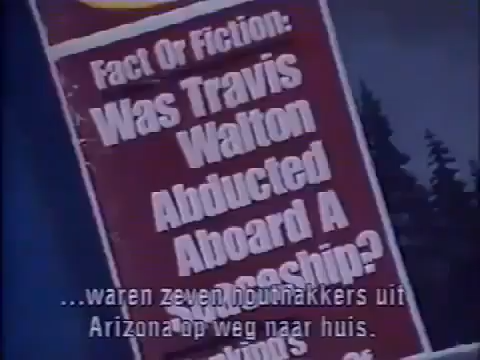 Fact Or Fiction:
Was Travis
Walton
Abducted
Aboard A
Spaceship?
...waren zeven houthakkers uit
Arizona op weg naar huis.